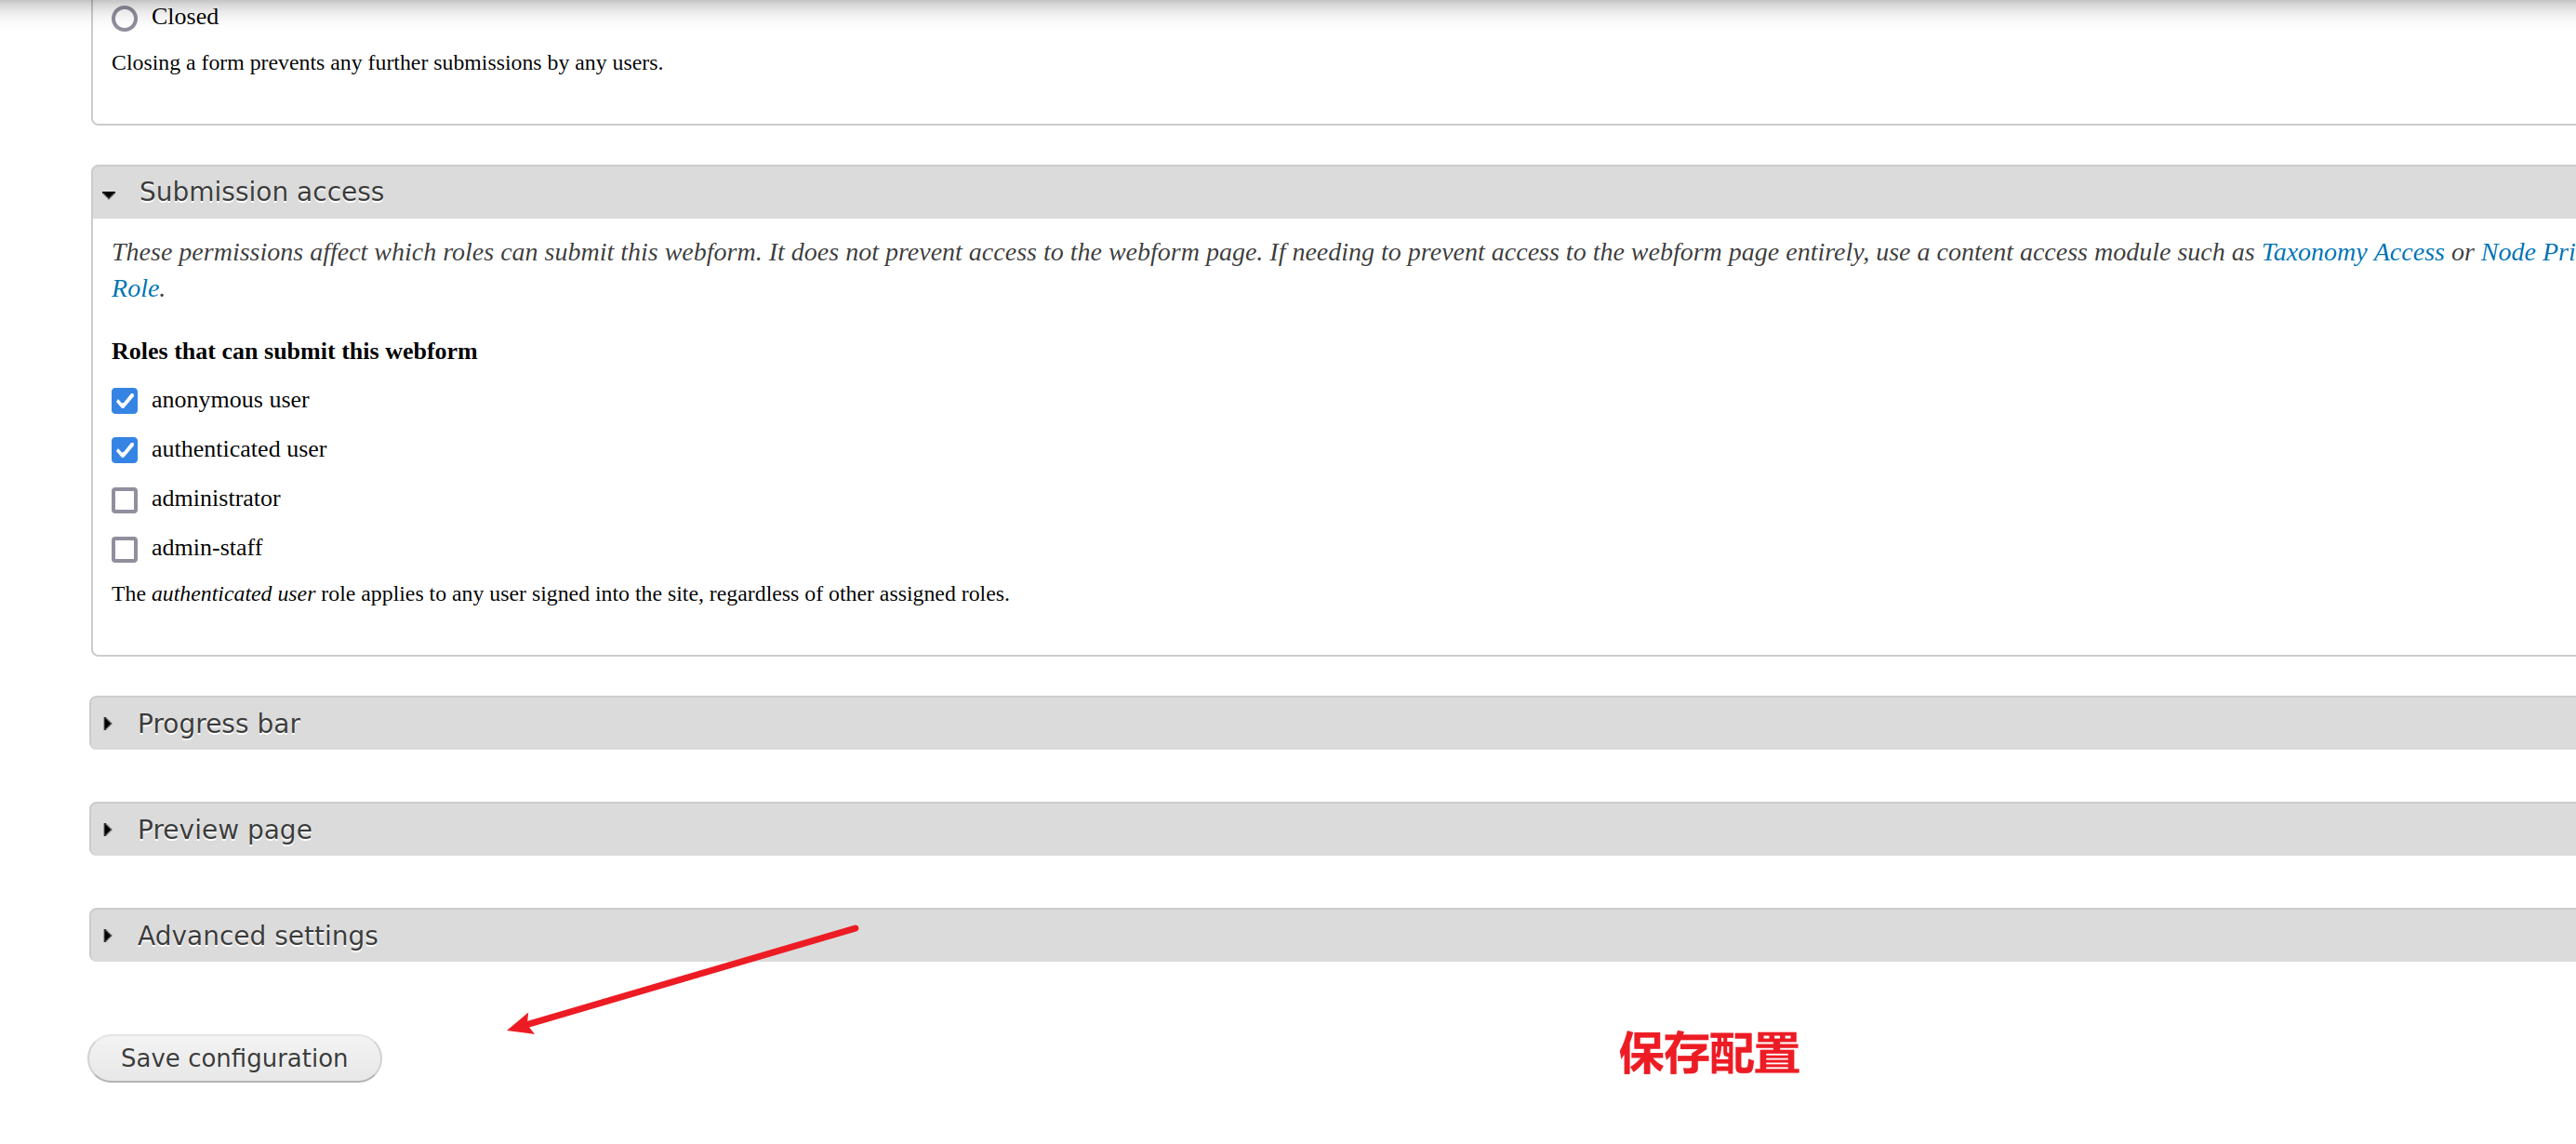 Closed
Closing a form prevents any further submissions by any users.
Submission access
These permissions affect which roles can submit this webform. It does not prevent access to the webform page. If needing to prevent access to the webform page entirely, use a content access module such as Taxonomy Access or Node Pri
Role.
Roles that can submit this webform
anonymous user
authenticated user
administrator
admin-staff
The authenticated user role applies to any user signed into the site, regardless of other assigned roles.
Progress bar
Preview page
Advanced settings
Save configuration
保存配置